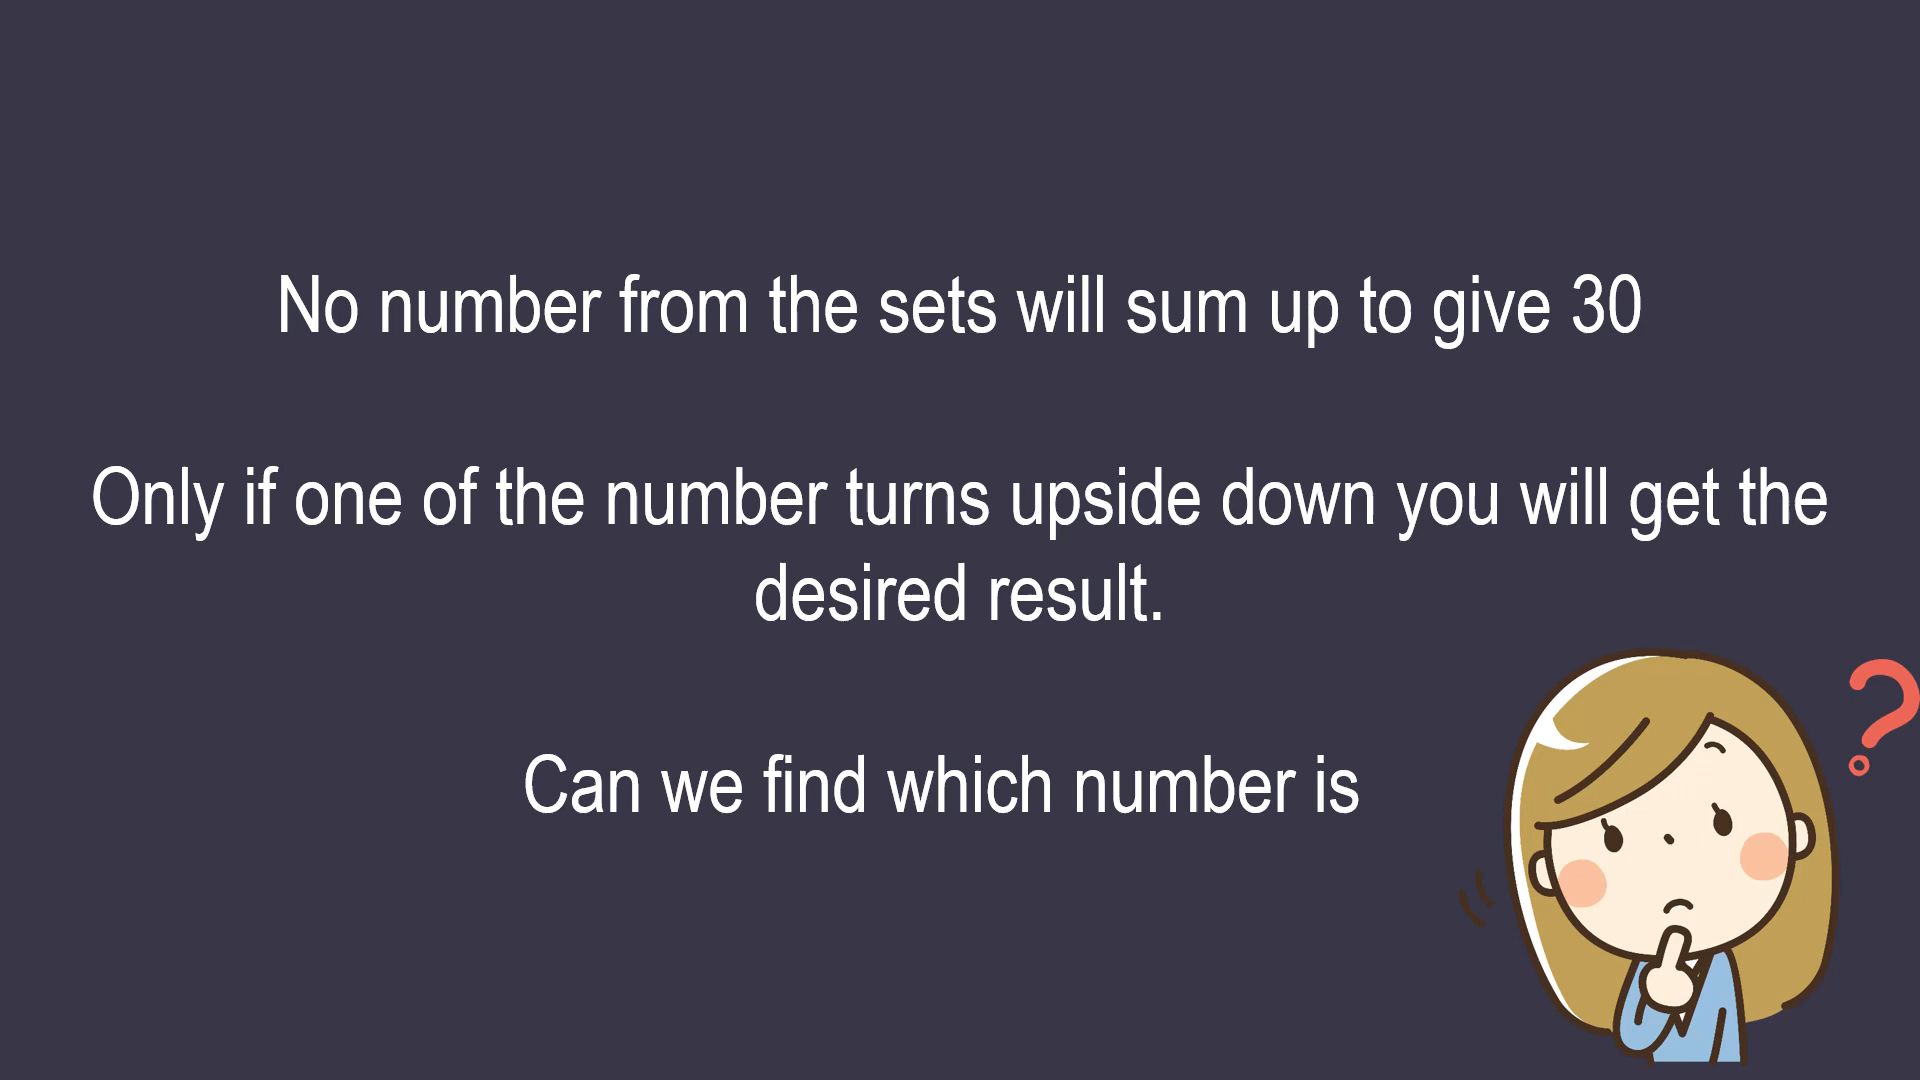 No number from the sets will sum up to give 30
Only if one of the number turns upside down you will get the
desired result.
Can we find which number is
?